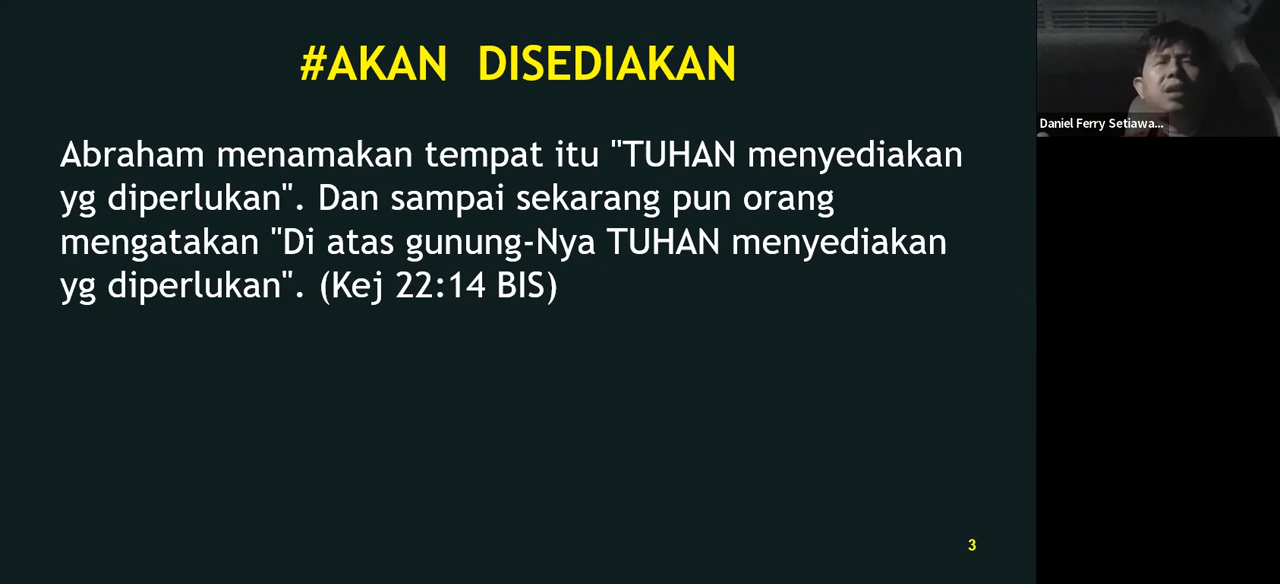 #AKAN DISEDIAKAN
Abraham menamakan tempat itu "TUHAN menyediakan
yg diperlukan". Dan sampai sekarang pun orang
mengatakan "Di atas gunung-Nya TUHAN menyediakan
yg diperlukan". (Kej 22:14 BIS)
3
Daniel Ferry Setiawa...